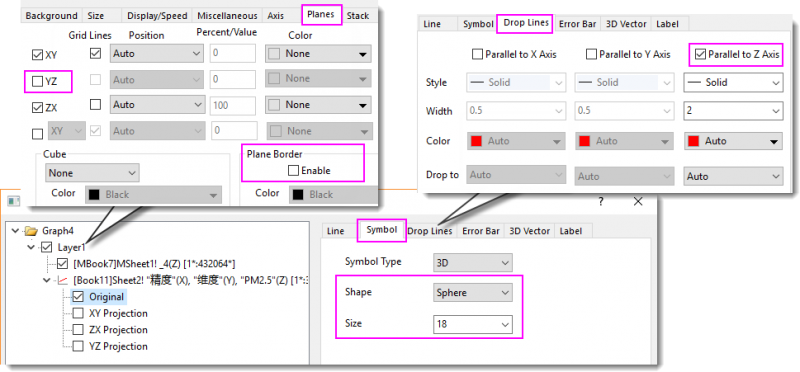 Background Size Display/Speed Miscellaneous Axis Planes Stack
Grid Lines Position Percent/Value Color
XY Auto 0 None
YZ Auto 0 None
ZX Auto 100 None
XY Auto 0 None
Cube
None
Color Black
Plane Border
Enable
Color Black
Line Symbol Drop Lines Error Bar 3D Vector Label
Parallel to X Axis Parallel to Y Axis Parallel to Z Axis
Style Solid Solid Solid
Width 0.5 0.5 2
Color Auto Auto Auto
Drop to Auto Auto Auto
?
Graph4
Layer1
[MBook7]MSheet1! _4(Z) [1*:432064*]
[Book11]Sheet2! "精度"(X), "维度"(Y), "PM2.5"(Z) [1*:3
Original
XY Projection
ZX Projection
YZ Projection
Line Symbol Drop Lines Error Bar 3D Vector Label
Symbol Type 3D
Shape Sphere
Size 18